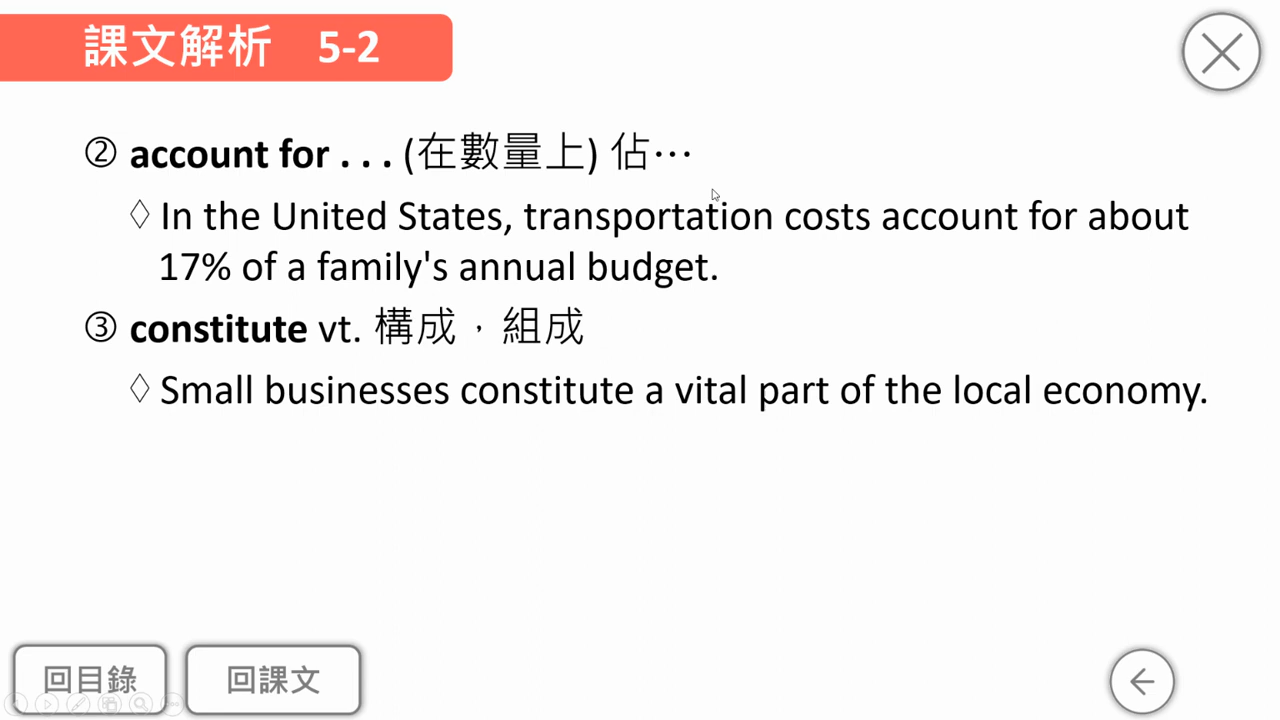 課文解析 5-2
② account for . . . (在數量上) 佔…
♢ In the United States, transportation costs account for about
17% of a family's annual budget.
③ constitute vt. 構成，組成
♢ Small businesses constitute a vital part of the local economy.
回目錄 回課文